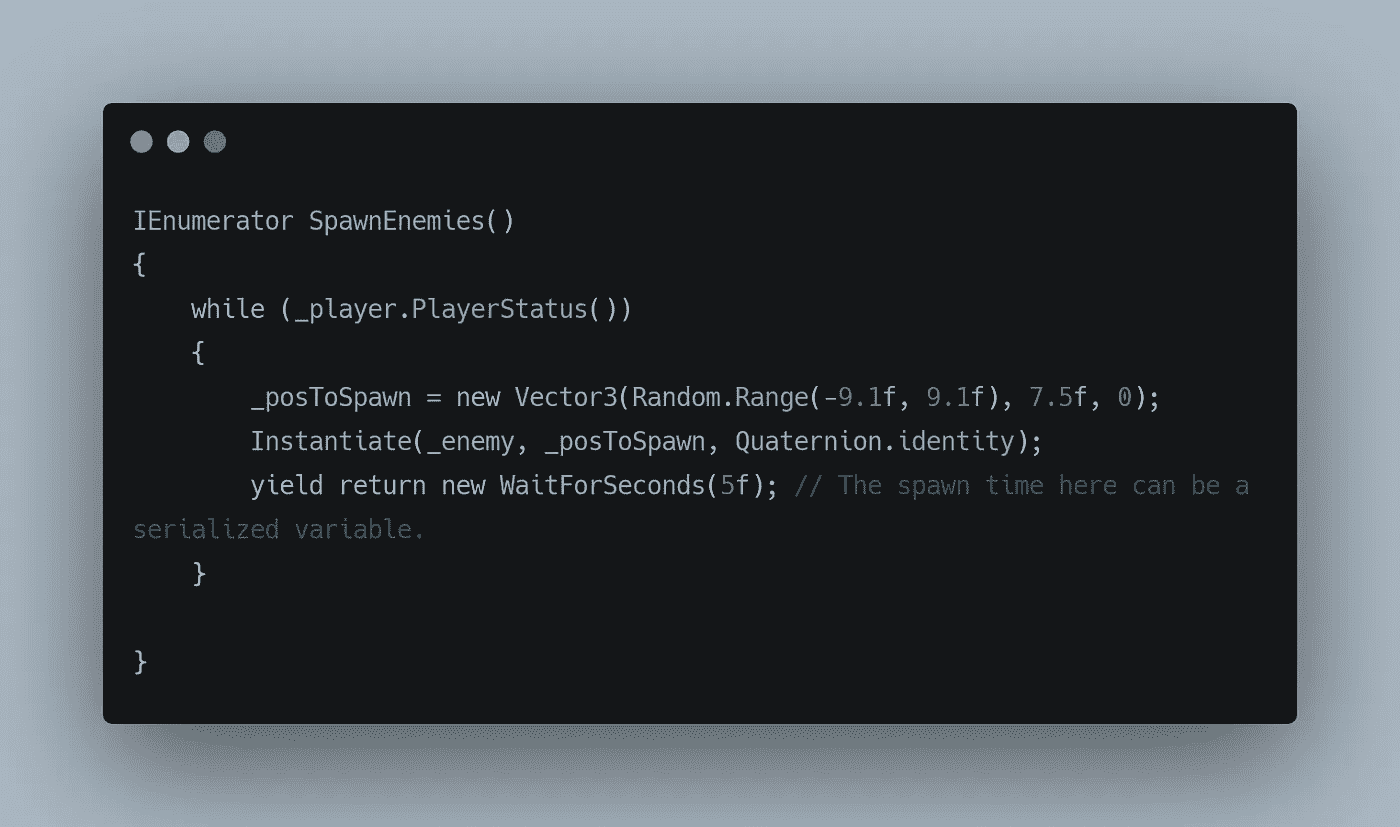 IEnumerator SpawnEnemies()
{
    while (_player.PlayerStatus())
    {
        _posToSpawn = new Vector3(Random.Range(-9.1f, 9.1f), 7.5f, 0);
        Instantiate(_enemy, _posToSpawn, Quaternion.identity);
        yield return new WaitForSeconds(5f); // The spawn time here can be a
serialized variable.
    }

}